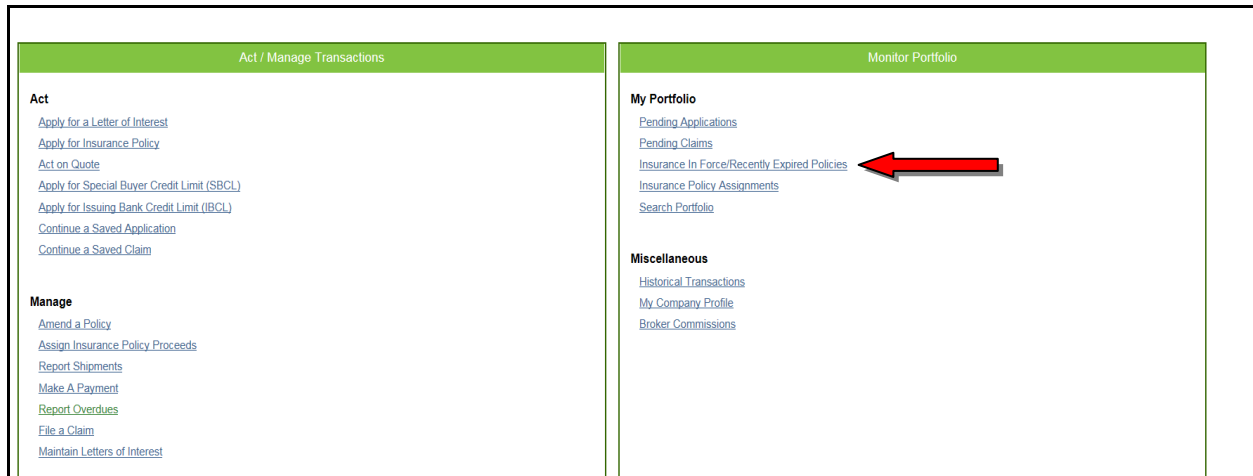 Act / Manage Transactions
Act
Apply for a Letter of Interest
Apply for Insurance Policy
Act on Quote
Apply for Special Buyer Credit Limit (SBCL)
Apply for Issuing Bank Credit Limit (IBCL)
Continue a Saved Application
Continue a Saved Claim
Manage
Amend a Policy
Assign Insurance Policy Proceeds
Report Shipments
Make A Payment
Report Overdues
File a Claim
Maintain Letters of Interest
Monitor Portfolio
My Portfolio
Pending Applications
Pending Claims
Insurance In Force/Recently Expired Policies
Insurance Policy Assignments
Search Portfolio
Miscellaneous
Historical Transactions
My Company Profile
Broker Commissions